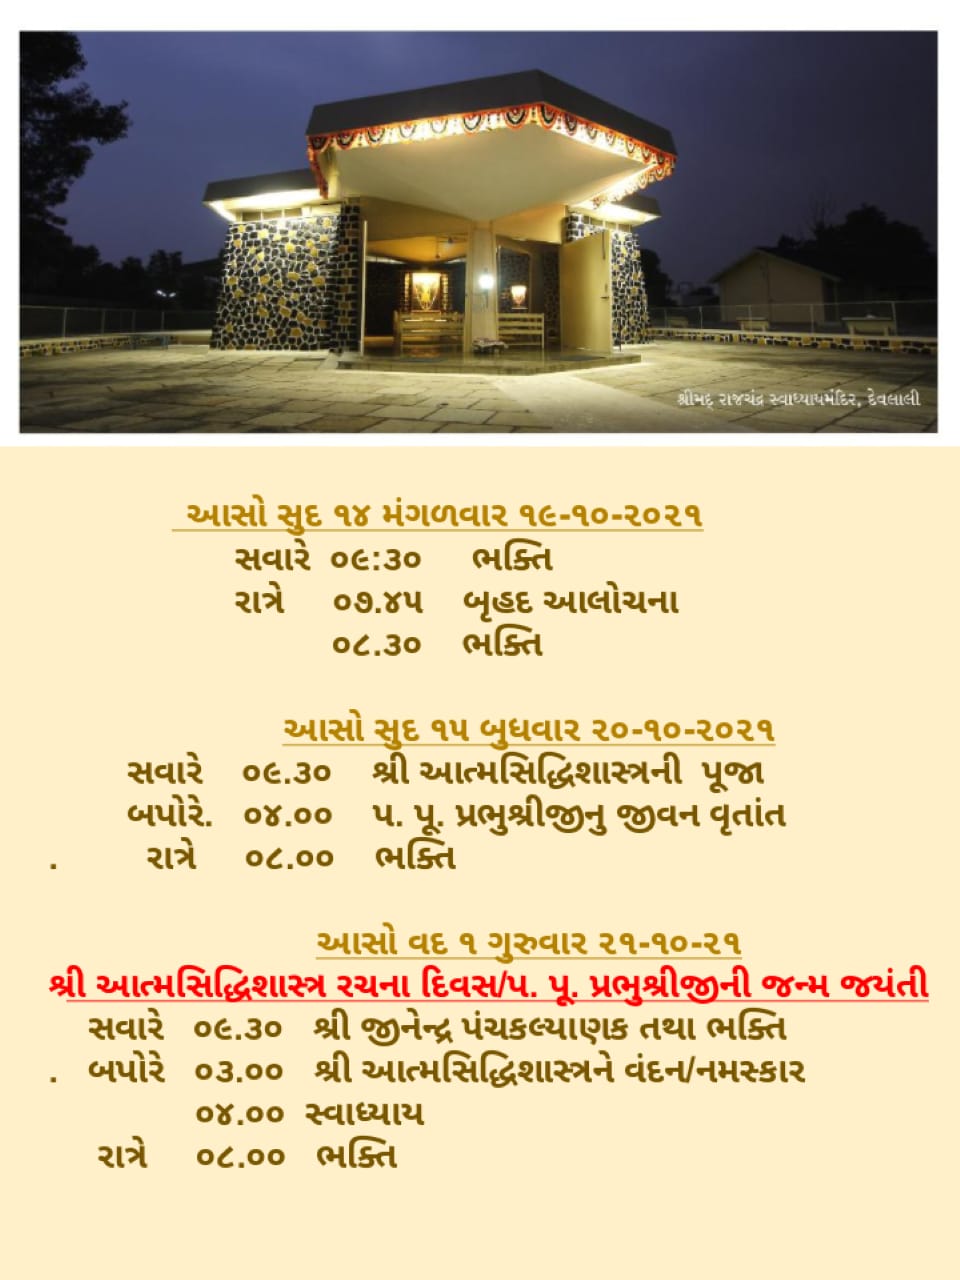 શ્રીમદ્ રાજચંદ્ર સ્વાધ્યાયમંદિર, દેવલાલી
આસો સુદ ૧૪ મંગળવાર ૧૯-૧૦-૨૦૨૧
સવારે ૦૯:૩૦ ભક્તિ
રાત્રે ૦૭.૪૫ બૃહદ આલોચના
૦૮.૩૦ ભક્તિ
આસો સુદ ૧૫ બુધવાર ૨૦-૧૦-૨૦૨૧
સવારે ૦૯.૩૦ શ્રી આત્મસિદ્ધિશાસ્ત્રની પૂજા
બપોરે. ૦૪.૦૦ પ. પૂ. પ્રભુશ્રીજીનુ જીવન વૃતાંત
. રાત્રે ૦૮.૦૦ ભક્તિ
આસો વદ ૧ ગુરુવાર ૨૧-૧૦-૨૧
શ્રી આત્મસિદ્ધિશાસ્ત્ર રચના દિવસ/પ. પૂ. પ્રભુશ્રીજીની જન્મ જયંતી
સવારે ૦૯.૩૦ શ્રી જીનેન્દ્ર પંચકલ્યાણક તથા ભક્તિ
. બપોરે ૦૩.૦૦ શ્રી આત્મસિદ્ધિશાસ્ત્રને વંદન/નમસ્કાર
૦૪.૦૦ સ્વાધ્યાય
રાત્રે ૦૮.૦૦ ભક્તિ